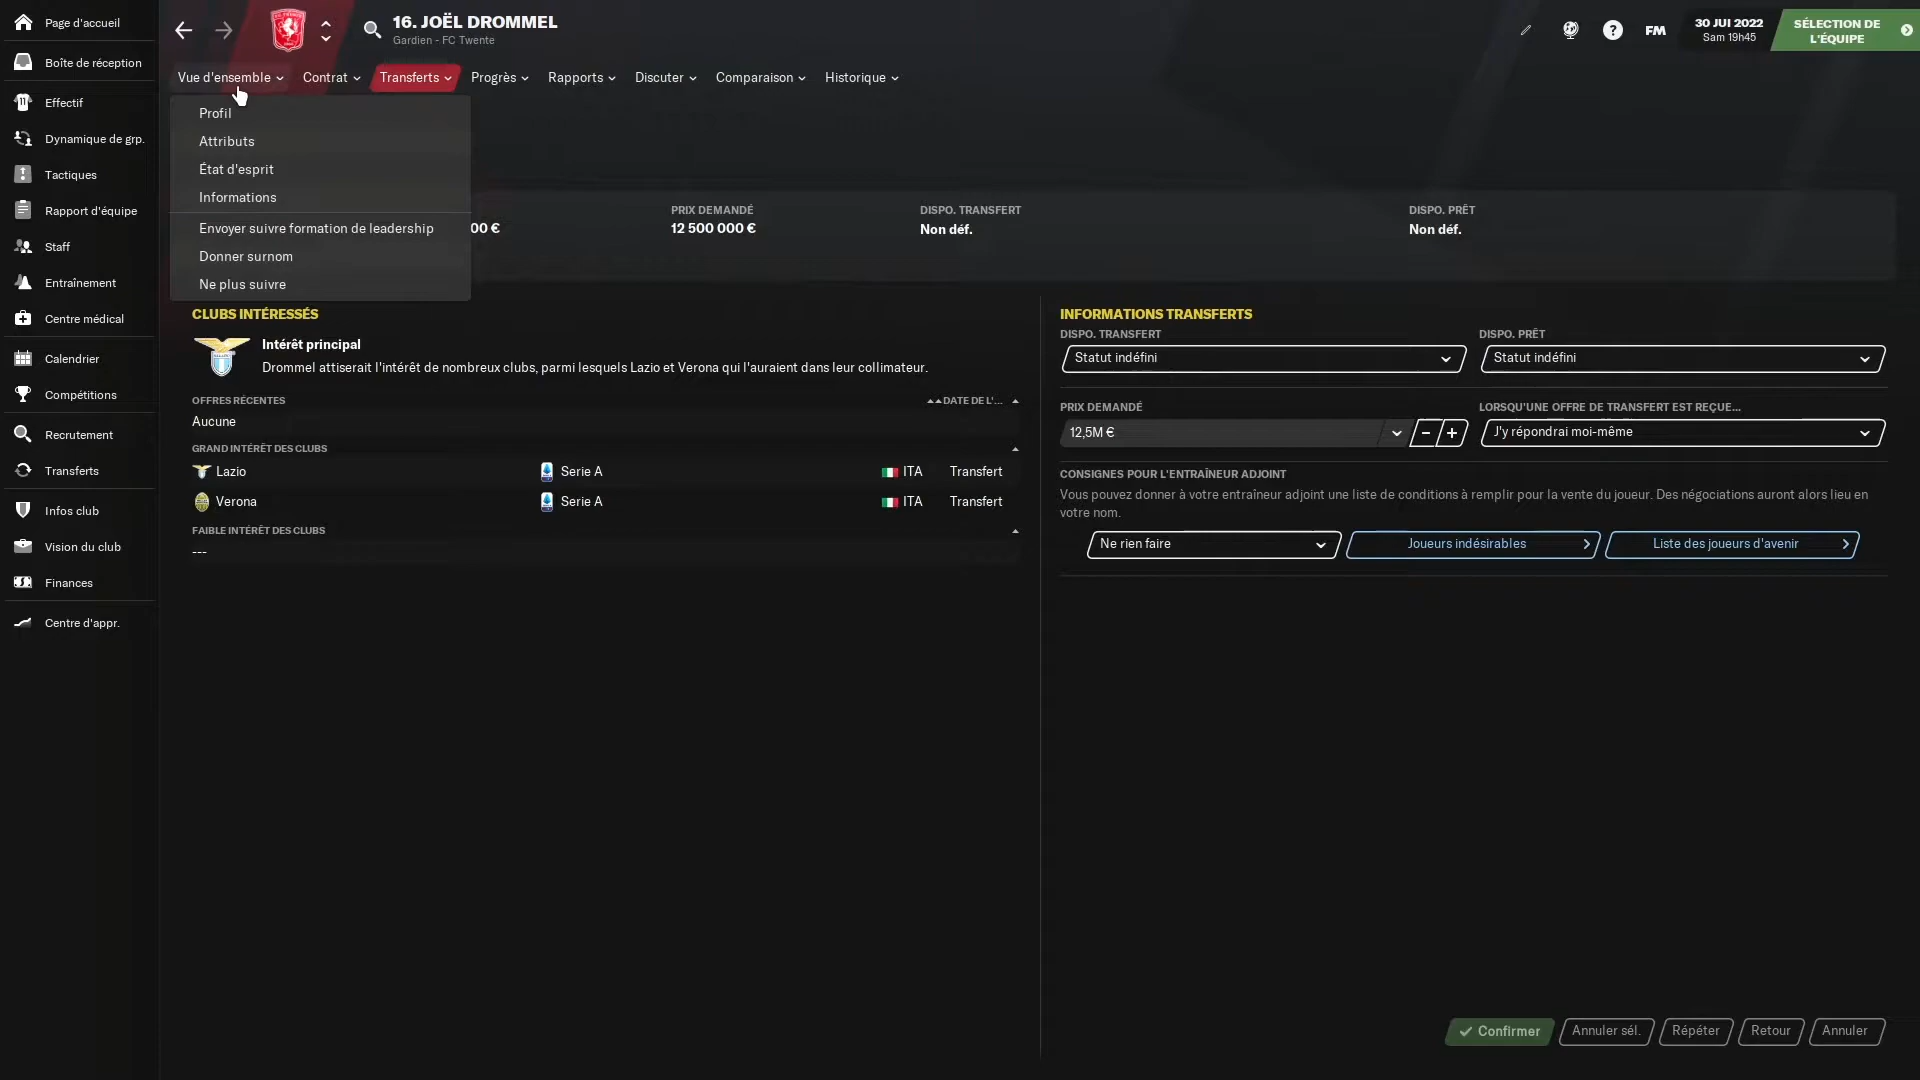 Page d'accueil
Boîte de réception
Effectif
Dynamique de grp.
Tactiques
Rapport d'équipe
Staff
Entraînement
Centre médical
Calendrier
Compétitions
Recrutement
Transferts
Infos club
Vision du club
Finances
Centre d'appr.
16. JOËL DROMMEL
Gardien - FC Twente
FM
30 JUI 2022
Sam 19h45
SÉLECTION DE
L'ÉQUIPE
Vue d'ensemble Contrat Transferts Progrès Rapports Discuter Comparaison Historique
Profil
Attributs
État d'esprit
Informations
Envoyer suivre formation de leadership
Donner surnom
Ne plus suivre
00 €
PRIX DEMANDÉ
12 500 000 €
DISPO. TRANSFERT
Non déf.
DISPO. PRÊT
Non déf.
CLUBS INTÉRESSÉS
Intérêt principal
Drommel attiserait l'intérêt de nombreux clubs, parmi lesquels Lazio et Verona qui l'auraient dans leur collimateur.
OFFRES RÉCENTES DATE DE L'...
Aucune
GRAND INTÉRÊT DES CLUBS
Lazio Serie A ITA Transfert
Verona Serie A ITA Transfert
FAIBLE INTÉRÊT DES CLUBS
---
INFORMATIONS TRANSFERTS
DISPO. TRANSFERT
Statut indéfini
DISPO. PRÊT
Statut indéfini
PRIX DEMANDÉ
12,5M €
LORSQU'UNE OFFRE DE TRANSFERT EST REÇUE...
J'y répondrai moi-même
CONSIGNES POUR L'ENTRAÎNEUR ADJOINT
Vous pouvez donner à votre entraîneur adjoint une liste de conditions à remplir pour la vente du joueur. Des négociations auront alors lieu en
votre nom.
Ne rien faire Joueurs indésirables Liste des joueurs d'avenir
Confirmer Annuler sél. Répéter Retour Annuler